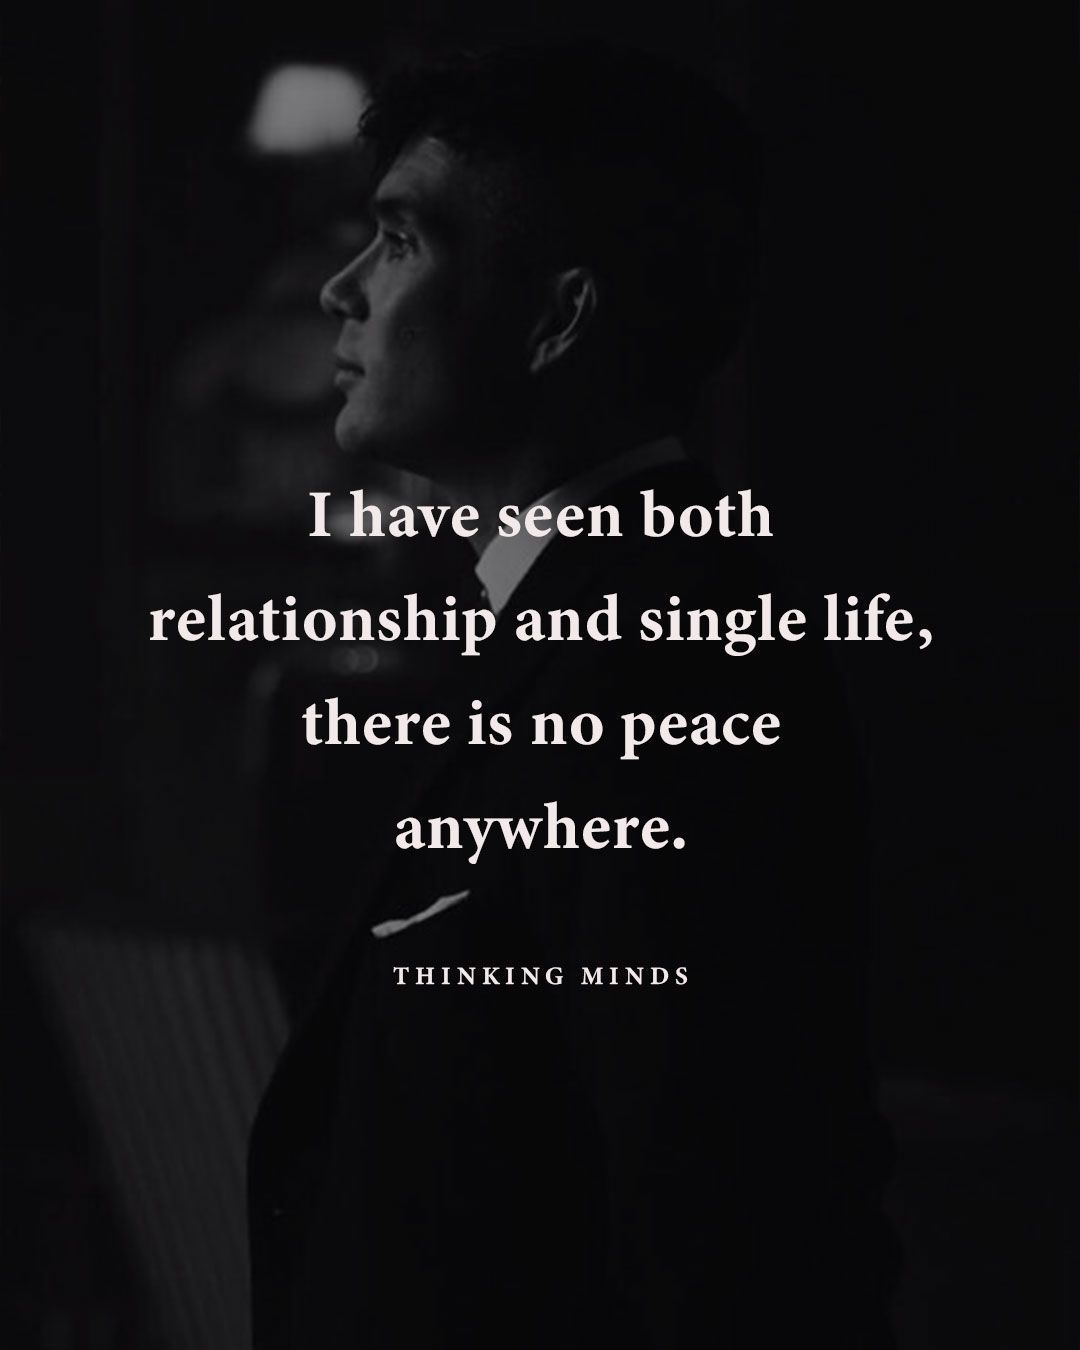 I have seen both
relationship and single life,
there is no peace
anywhere.
THINKING MINDS